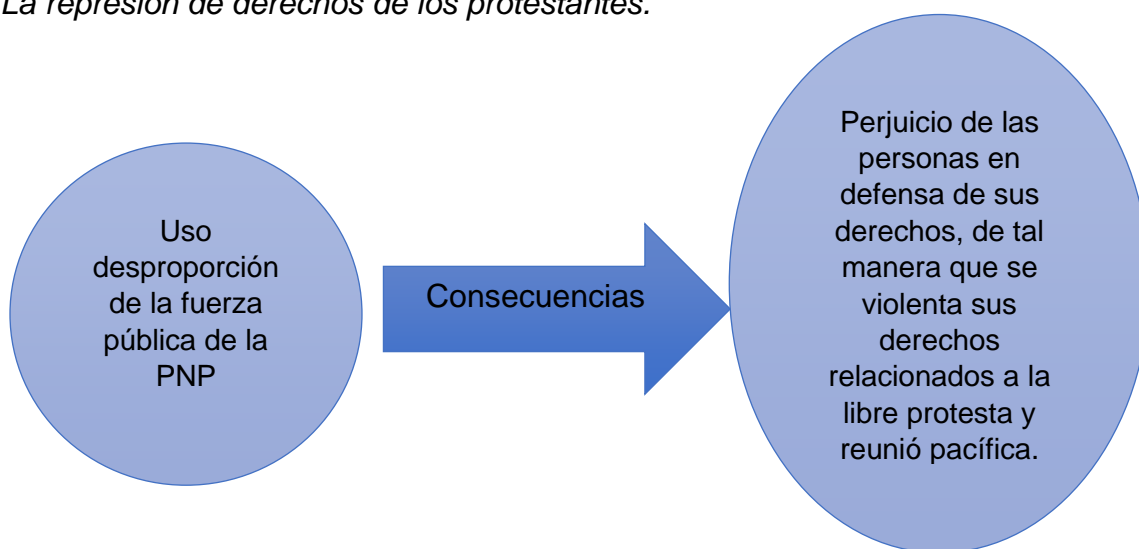 La represión de derechos de los protestantes.
Uso
desproporción
de la fuerza
pública de la
PNP
Consecuencias
Perjuicio de las
personas en
defensa de sus
derechos, de tal
manera que se
violenta sus
derechos
relacionados a la
libre protesta y
reunió pacífica.